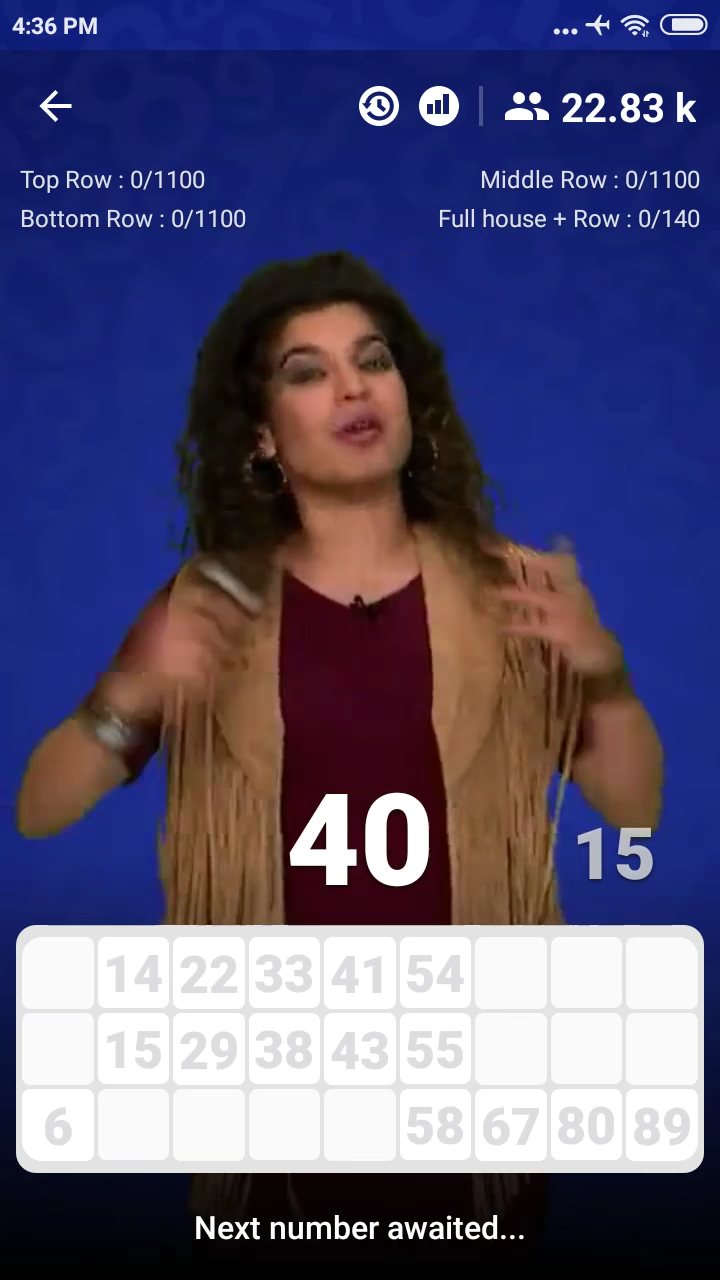 4:36 PM
22.83 k
Top Row : 0/1100 Middle Row : 0/1100
Bottom Row : 0/1100 Full house + Row : 0/140
40 15
14 22 33 41 54
15 29 38 43 55
6 58 67 80 89
Next number awaited...